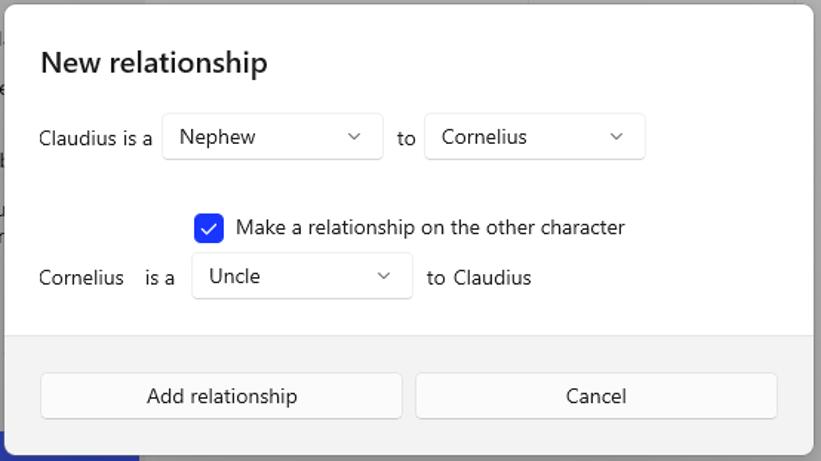 New relationship
Claudius is a Nephew to Cornelius
Make a relationship on the other character
Cornelius is a Uncle to Claudius
Add relationship Cancel